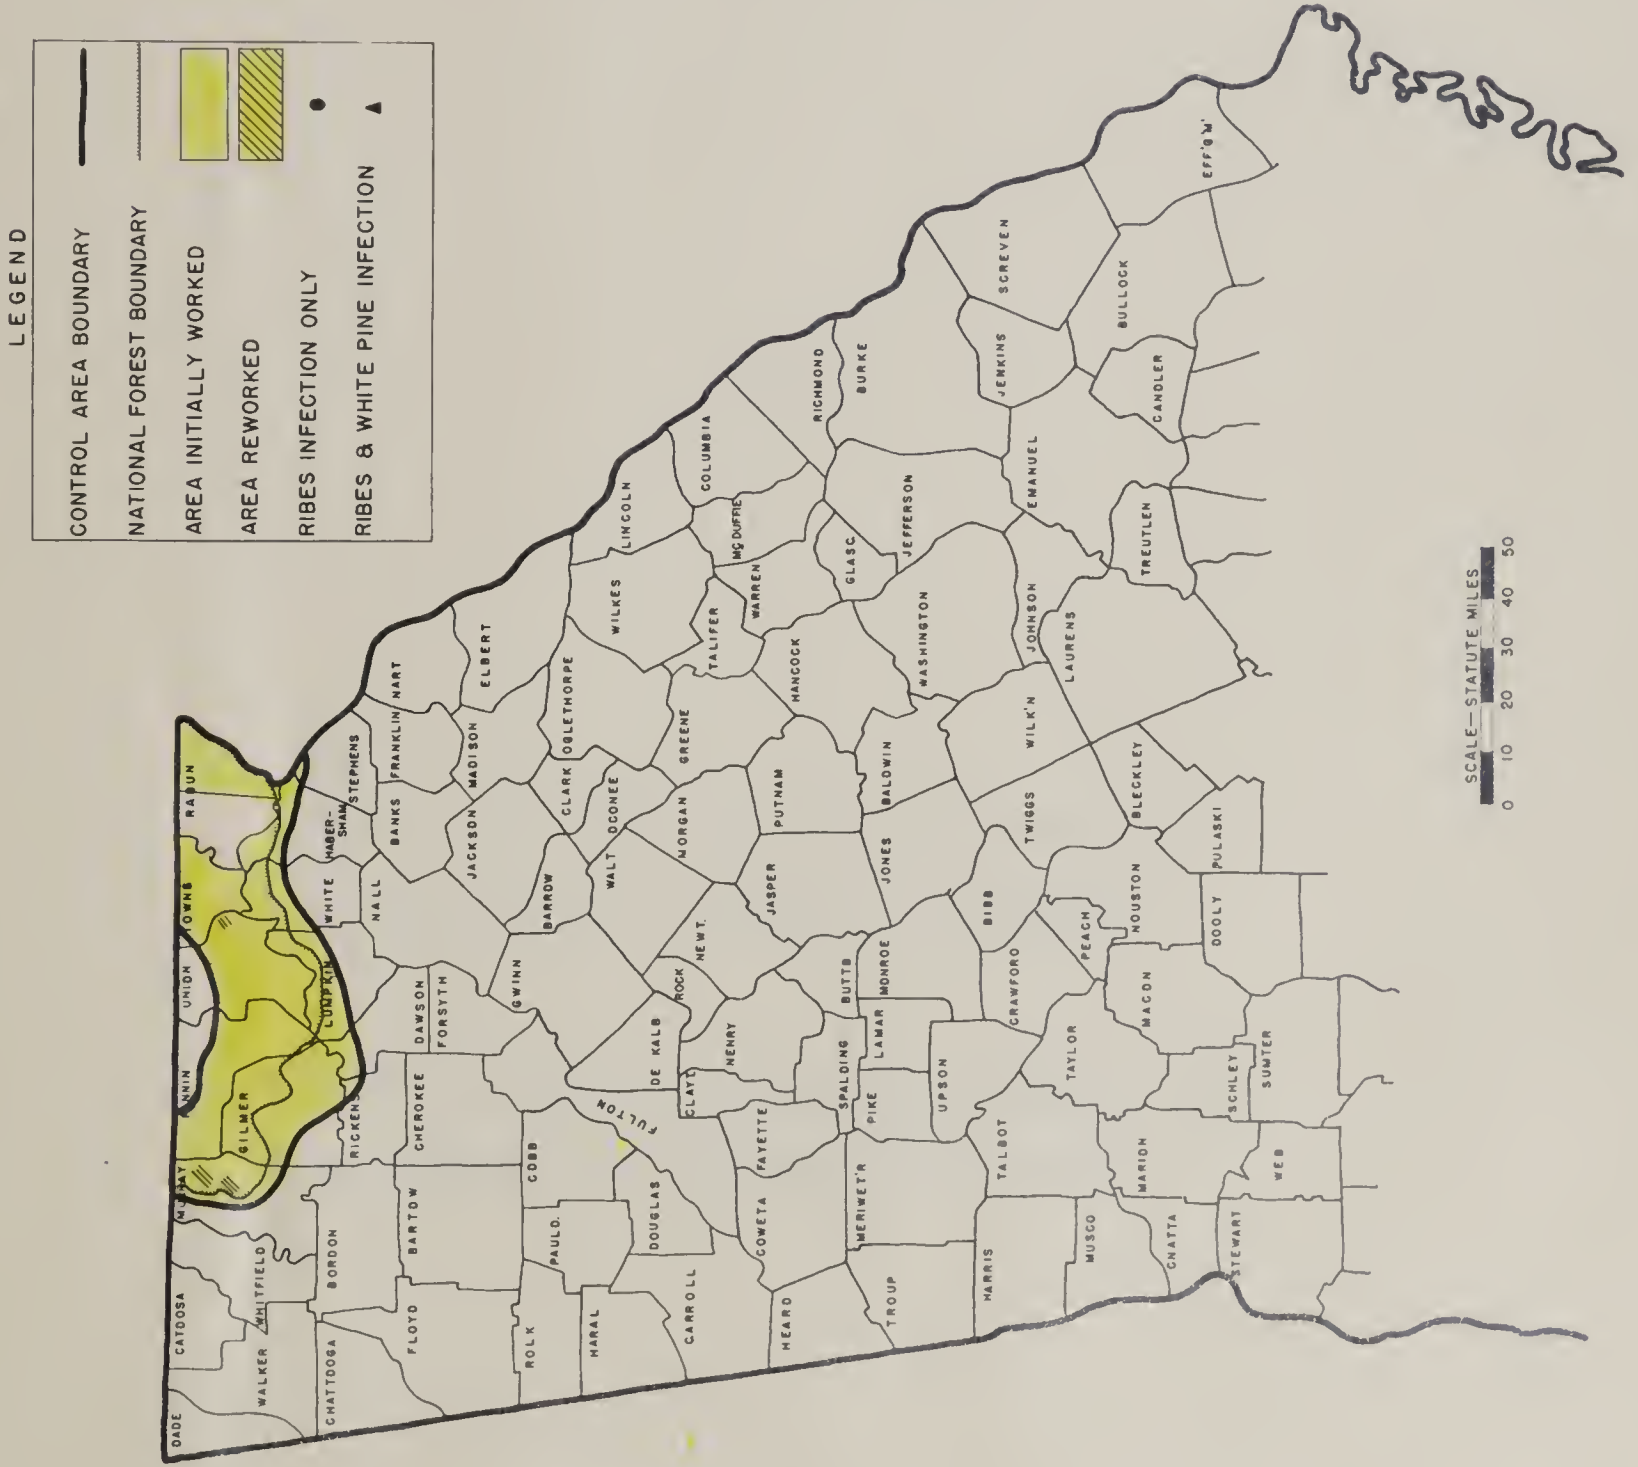 LEGEND
CONTROL AREA BOUNDARY
NATIONAL FOREST BOUNDARY
AREA INITIALLY WORKED
AREA REWORKED
RIBES INFECTION ONLY
RIBES & WHITE PINE INFECTION
DADE
CATOOSA
WALKER
WHITFIELD
CHATTOOGA
BORDON
FLOYD
BARTOW
GILMER
UNION
TOWNS
RABUN
LUMPKIN
WHITE
HABER-
SHAM
STEPHENS
RICKENS
DAWSON
HALL
BANKS
FRANKLIN
HART
CHEROKEE
FORSYTH
JACKSON
MADISON
ELBERT
ROLK
PAULD.
COBB
GWINN
BARROW
CLARK
OGLETHORPE
HARAL
DOUGLAS
FULTON
DE KALB
WALT
OCONEE
WILKES
LINCOLN
CARROLL
CLAYT
ROCK
NEWT.
MORGAN
GREENE
TALIFER
MCDUFFIE
COLUMBIA
HEARD
COWETA
FAYETTE
HENRY
JASPER
PUTNAM
HANCOCK
WARREN
GLASC.
RICHMOND
TROUP
MERIWET'R
SPALDING
PIKE
LAMAR
BUTTS
MONROE
JONES
BALDWIN
WASHINGTON
JEFFERSON
BURKE
HARRIS
TALBOT
UPSON
CRAWFORD
BIBB
TWIGGS
WILK'N
JOHNSON
EMANUEL
JENKINS
SCREVEN
MUSCO
TAYLOR
PEACH
LAURENS
CHATTA
MARION
MACON
HOUSTON
BLECKLEY
TREUTLEN
CANDLER
BULLOCK
STEWART
WEB
SCHLEY
SUMTER
DOOLY
PULASKI
EFF'G'M'
SCALE—STATUTE MILES
0 10 20 30 40 50